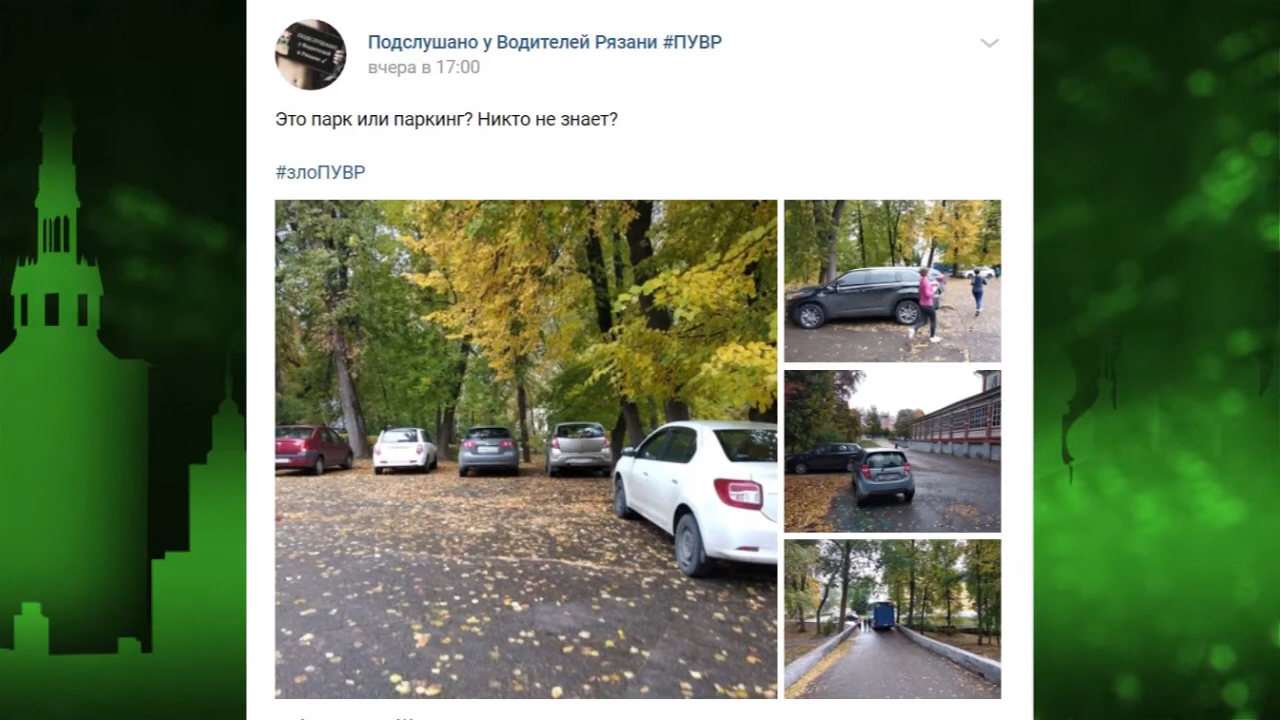 Подслушано у Водителей Рязани #ПУВР
вчера в 17:00
Это парк или паркинг? Никто не знает?
#злоПУВР